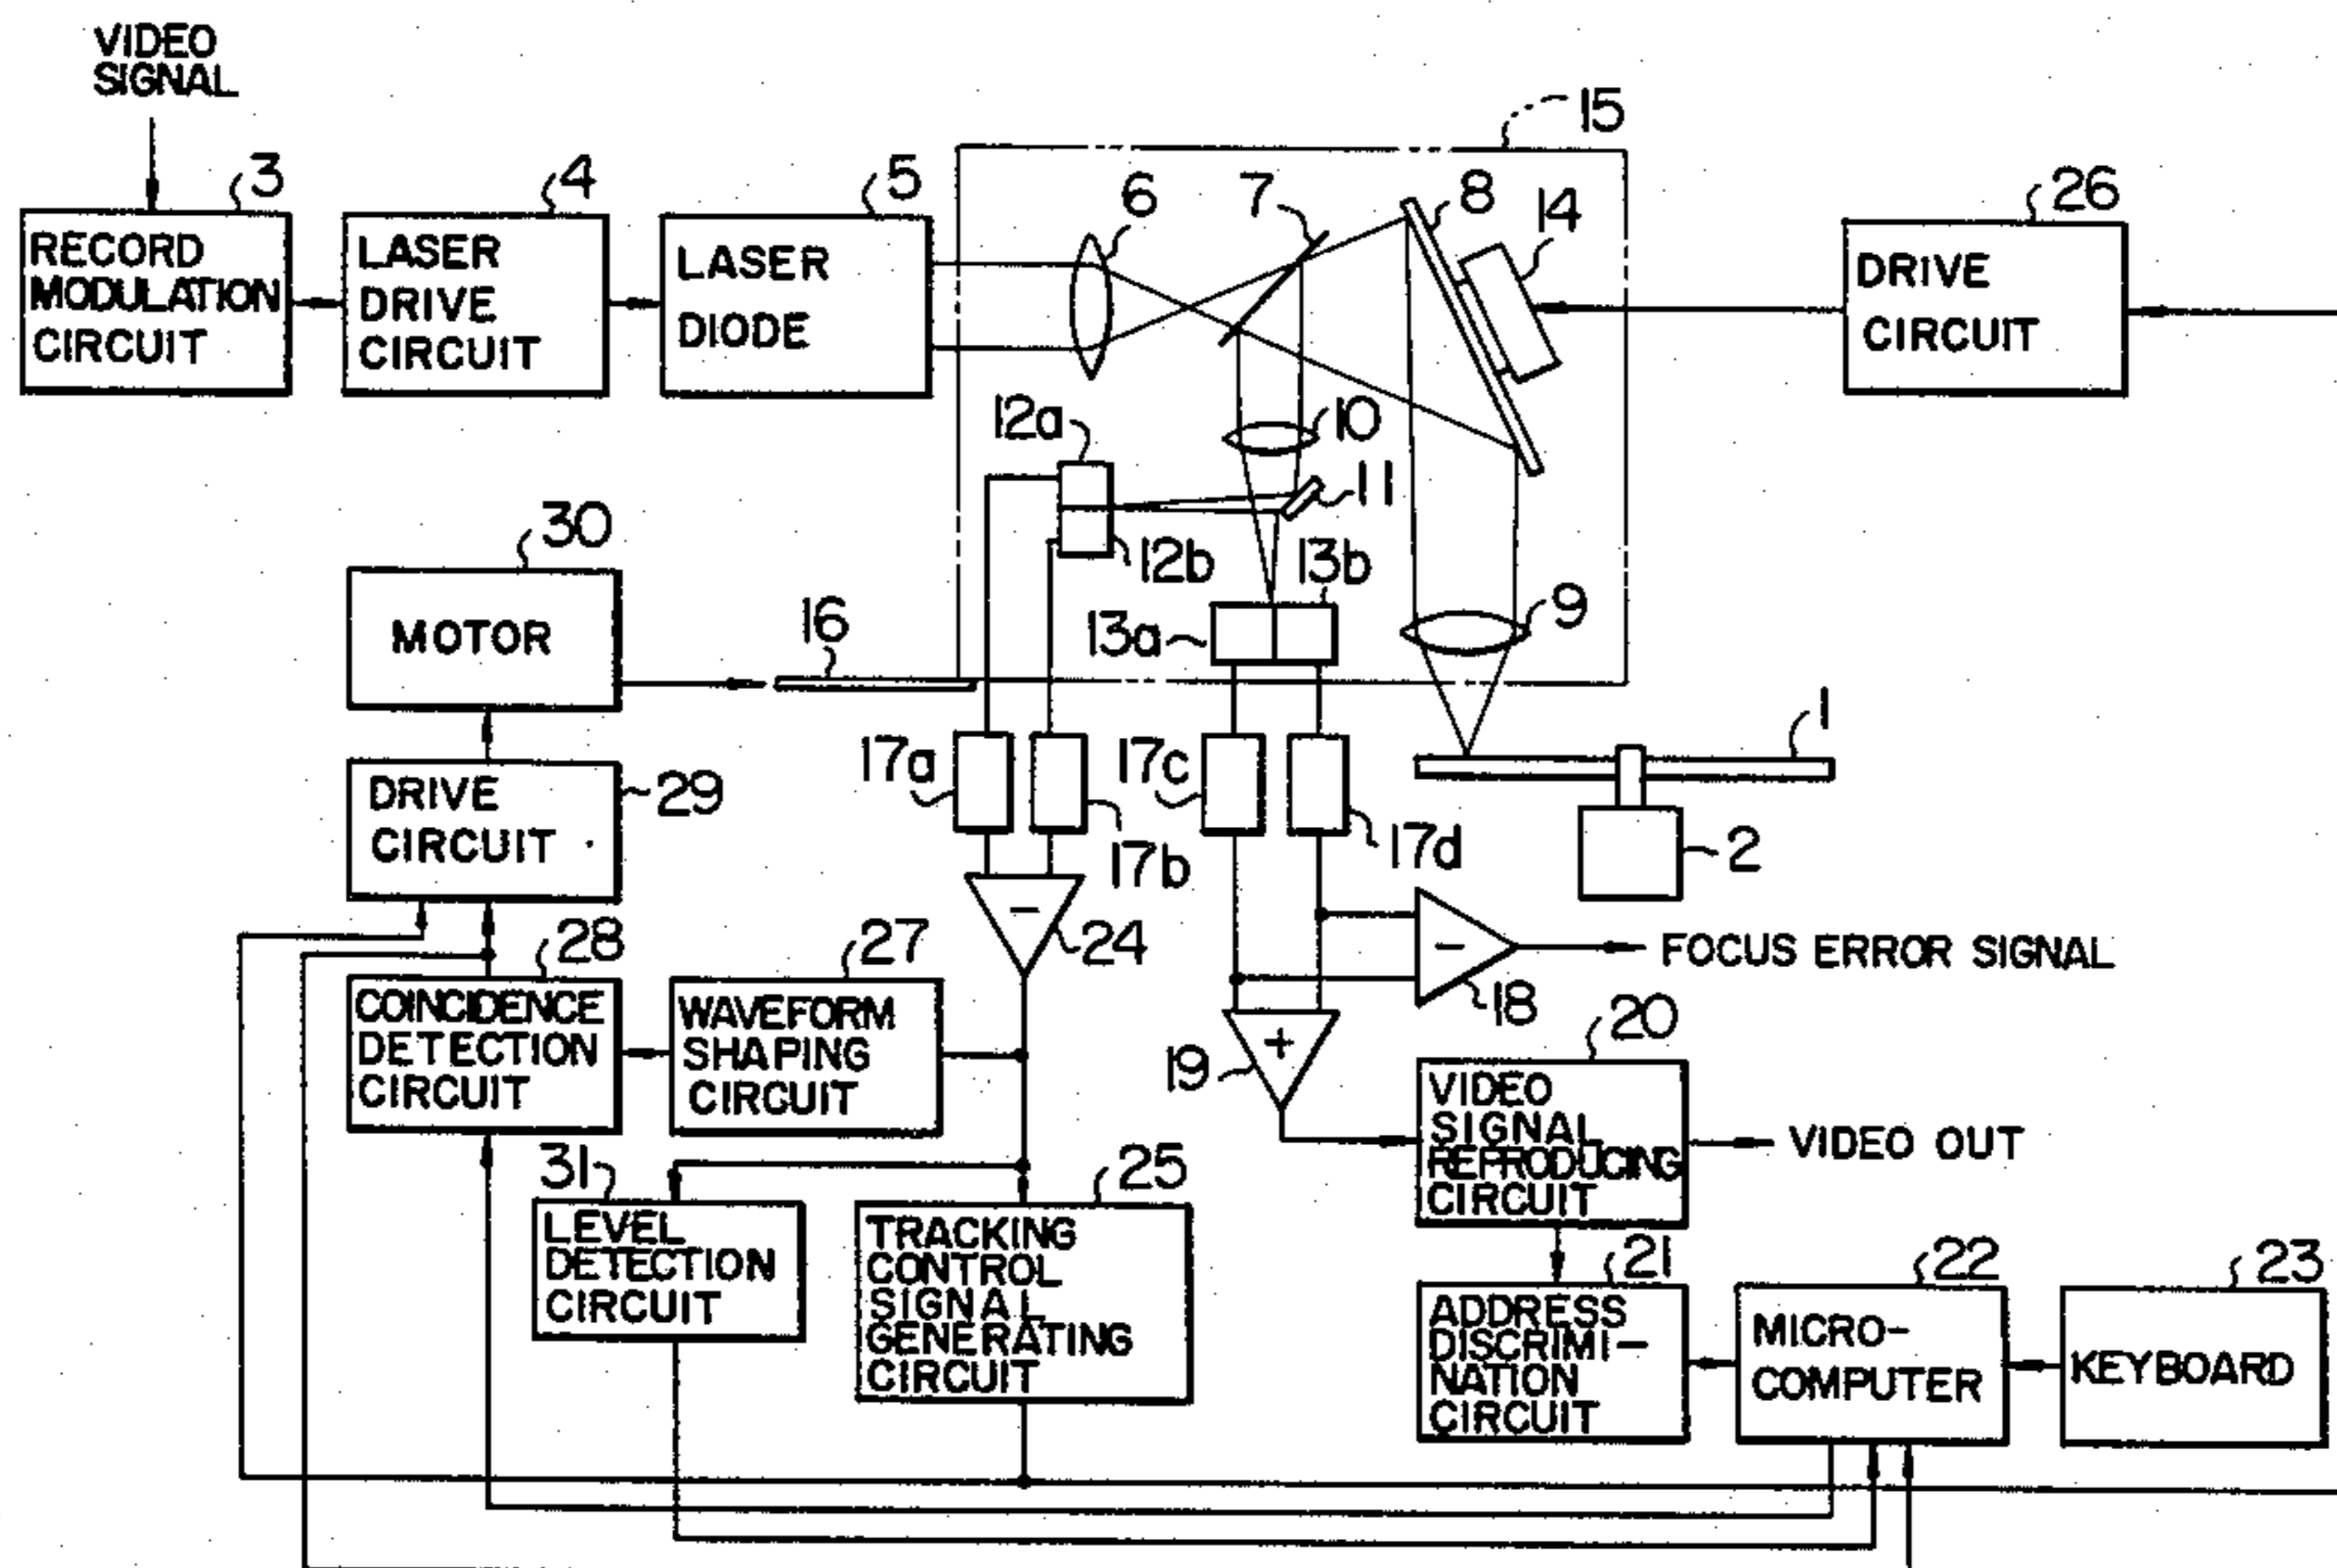 VIDEO
SIGNAL
15
3
4
5
6
7
8
14
26
RECORD
MODULATION
CIRCUIT
LASER
DRIVE
CIRCUIT
LASER
DIODE
DRIVE
CIRCUIT
12a
10
11
30
12b
13b
MOTOR
16
13a
9
1
17a
17c
DRIVE
CIRCUIT
29
17b
17d
2
-
24
28
27
-
FOCUS ERROR SIGNAL
18
COINCIDENCE
DETECTION
CIRCUIT
WAVEFORM
SHAPING
CIRCUIT
+
19
20
VIDEO
SIGNAL
REPRODUCING
CIRCUIT
VIDEO OUT
31
25
LEVEL
DETECTION
CIRCUIT
TRACKING
CONTROL
SIGNAL
GENERATING
CIRCUIT
21
22
23
ADDRESS
DISCRIMI-
NATION
CIRCUIT
MICRO-
COMPUTER
KEYBOARD